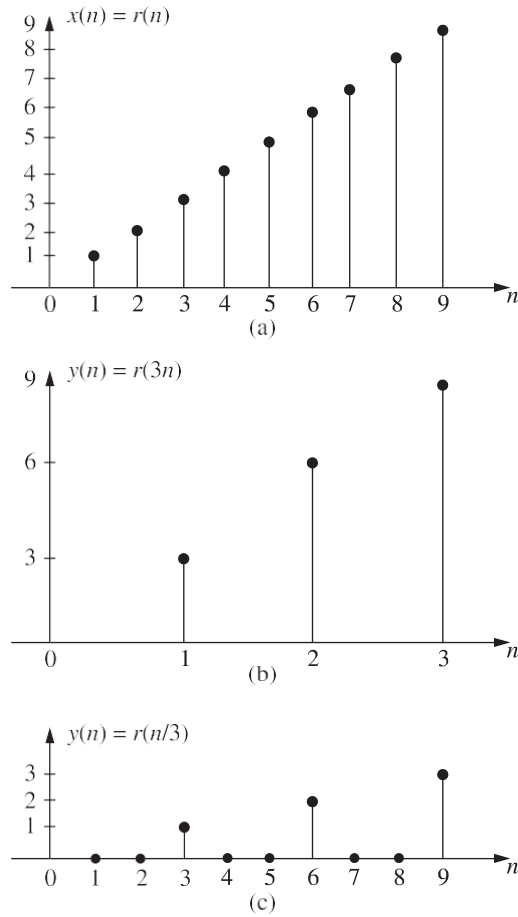 9 x(n) = r(n)
8
7
6
5
4
3
2
1
0 1 2 3 4 5 6 7 8 9 n
(a)
9 y(n) = r(3n)
6
3
0 1 2 3 n
(b)
y(n) = r(n/3)
3
2
1
0 1 2 3 4 5 6 7 8 9 n
(c)